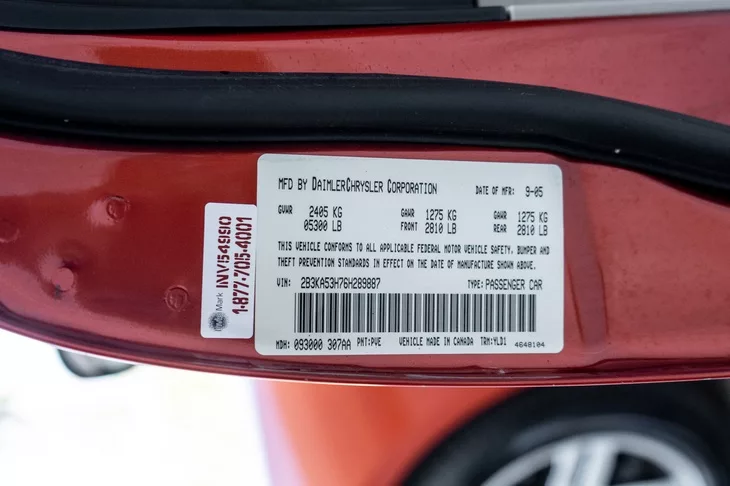 MFD BY DAIMLERCHRYSLER CORPORATION DATE OF MFR: 9-05
GVWR 2405 KG GAWR 1275 KG GAWR 1275 KG
05300 LB FRONT 2810 LB REAR 2810 LB
THIS VEHICLE CONFORMS TO ALL APPLICABLE FEDERAL MOTOR VEHICLE SAFETY, BUMPER AND
THEFT PREVENTION STANDARDS IN EFFECT ON THE DATE OF MANUFACTURE SHOWN ABOVE.
VIN: 2B3KA53H76H289887 TYPE: PASSENGER CAR
MDH: 093000 307AA PNT:PVE VEHICLE MADE IN CANADA TRM:YLD1 4648104
Mark INV54990
1-877-705-4001